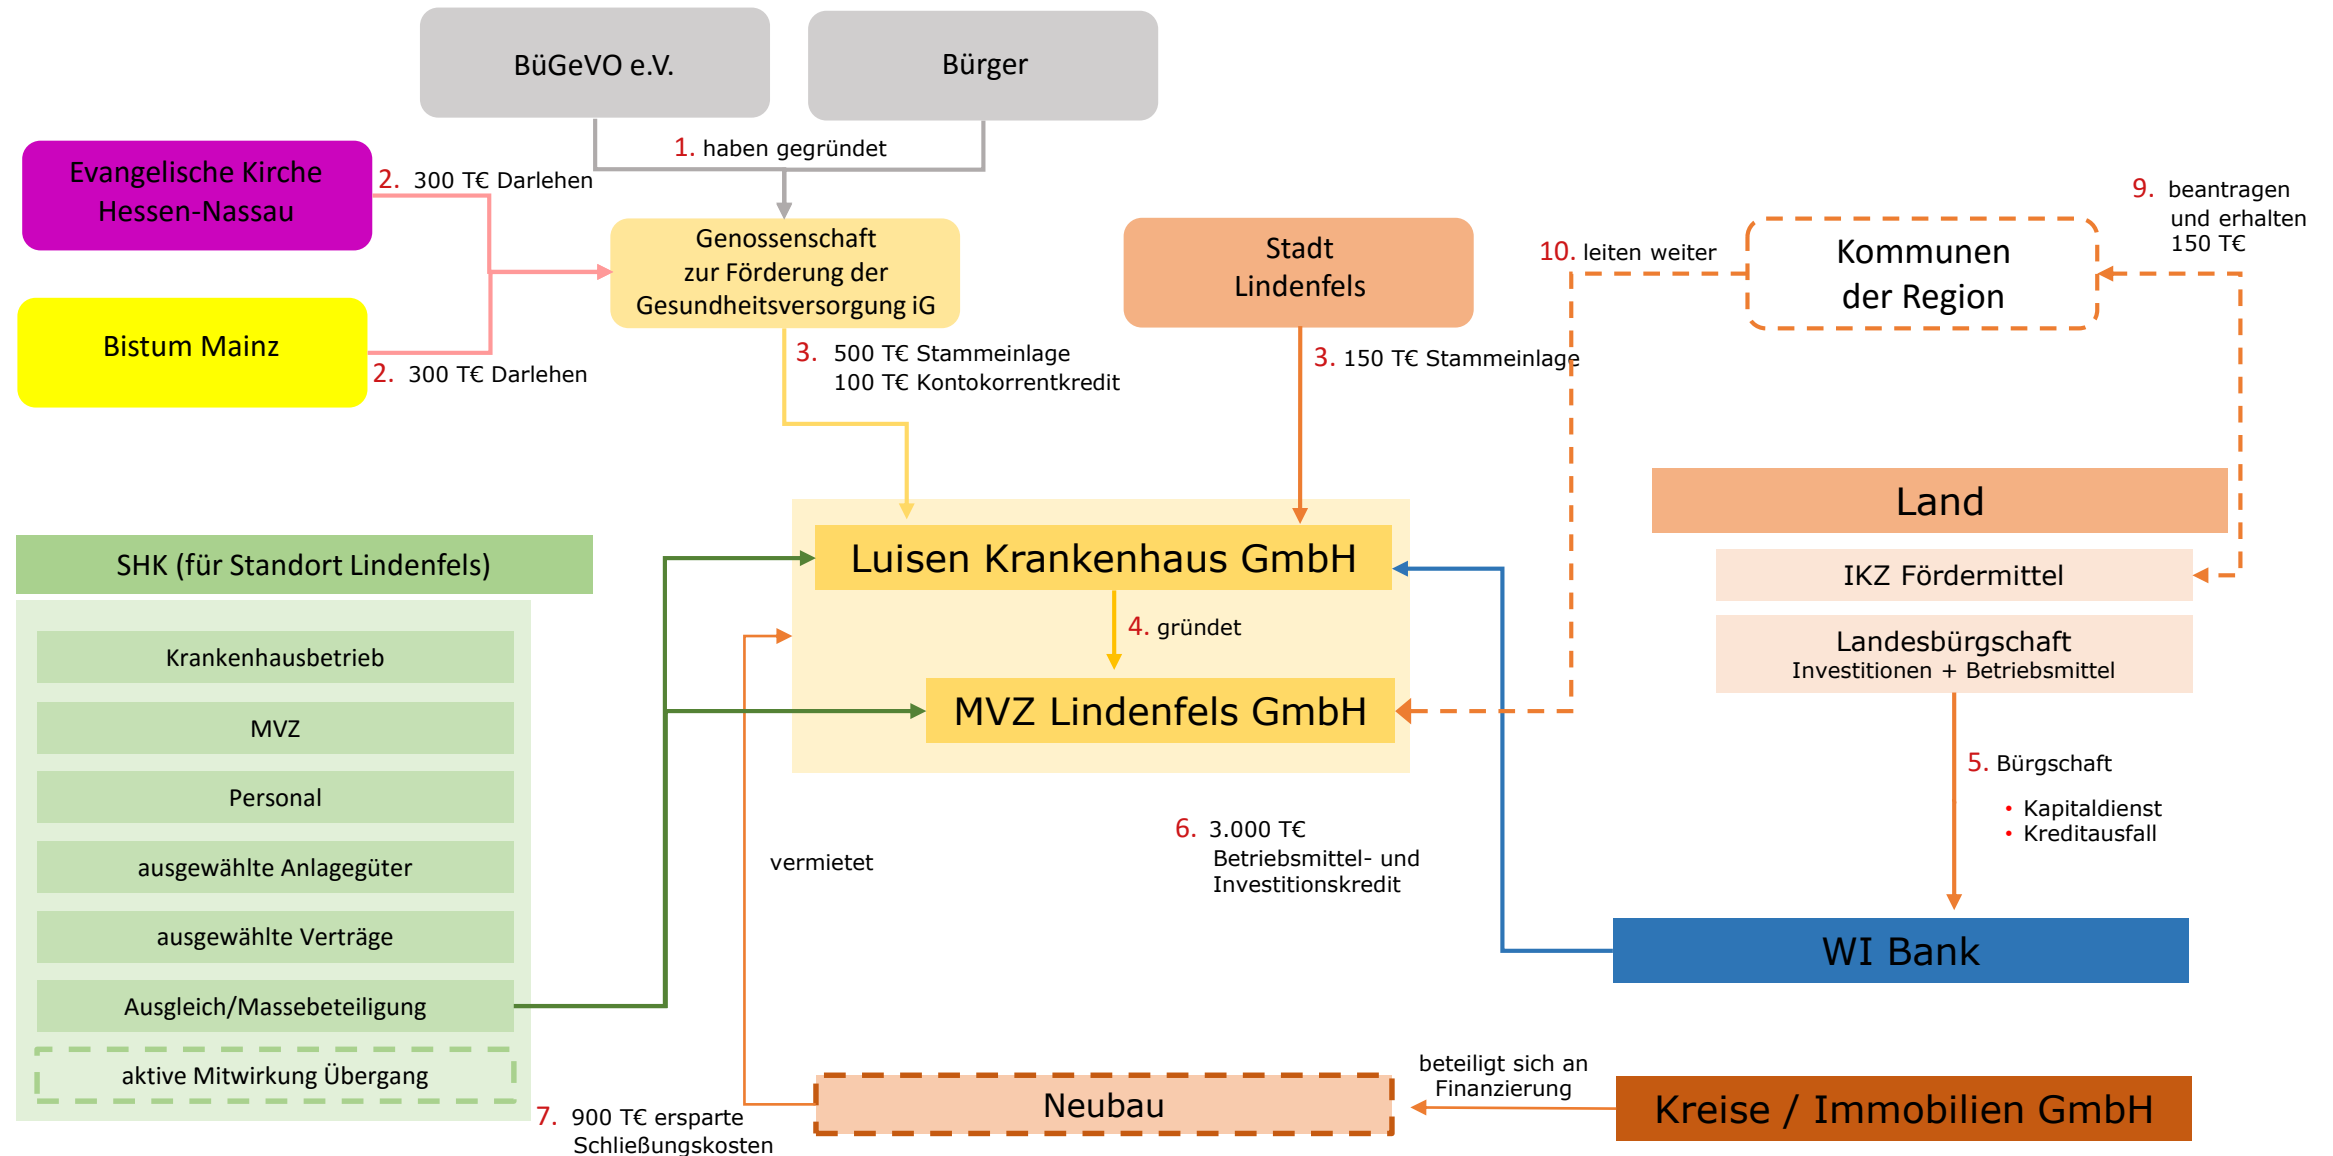 BüGeVO e.V.
Bürger
1. haben gegründet
Evangelische Kirche
Hessen-Nassau
2. 300 T€ Darlehen
Bistum Mainz
2. 300 T€ Darlehen
Genossenschaft
zur Förderung der
Gesundheitsversorgung iG
Stadt
Lindenfels
10. leiten weiter
Kommunen
der Region
9. beantragen
und erhalten
150 T€
3. 500 T€ Stammeinlage
100 T€ Kontokorrentkredit
3. 150 T€ Stammeinlage
Land
IKZ Fördermittel
Landesbürgschaft
Investitionen + Betriebsmittel
SHK (für Standort Lindenfels)
Krankenhausbetrieb
MVZ
Personal
ausgewählte Anlagegüter
ausgewählte Verträge
Ausgleich/Massebeteiligung
aktive Mitwirkung Übergang
Luisen Krankenhaus GmbH
4. gründet
MVZ Lindenfels GmbH
5. Bürgschaft
• Kapitaldienst
• Kreditausfall
vermietet
6. 3.000 T€
Betriebsmittel- und
Investitionskredit
WI Bank
7. 900 T€ ersparte
Schließungskosten
Neubau
beteiligt sich an
Finanzierung
Kreise / Immobilien GmbH